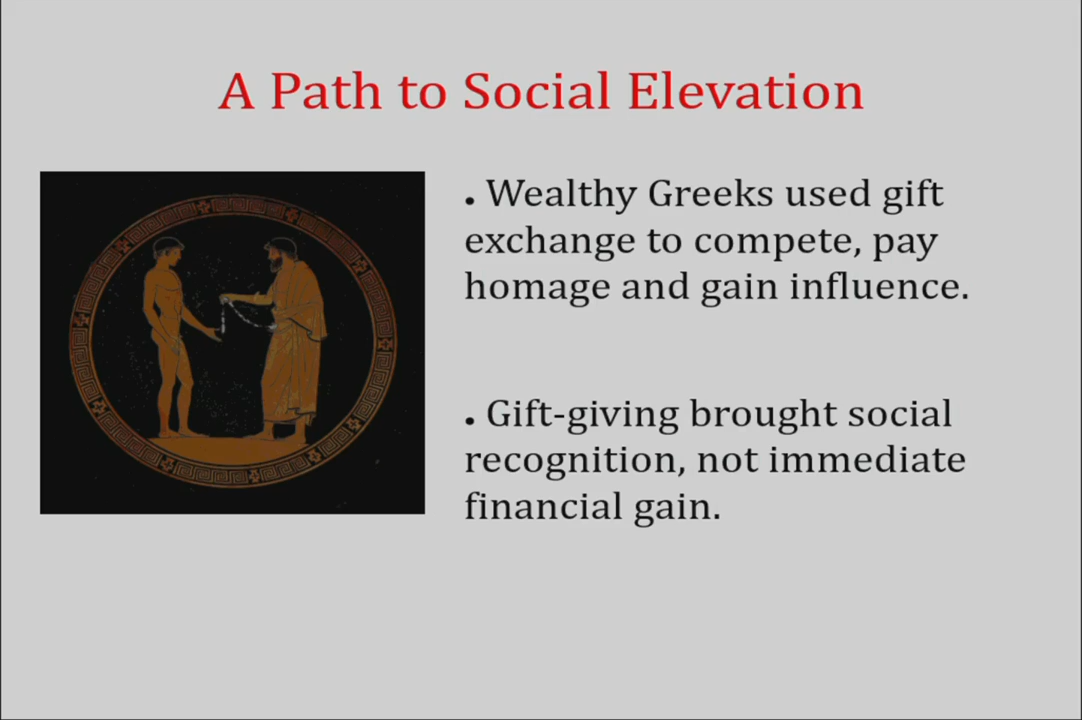 A Path to Social Elevation
• Wealthy Greeks used gift
exchange to compete, pay
homage and gain influence.
• Gift-giving brought social
recognition, not immediate
financial gain.